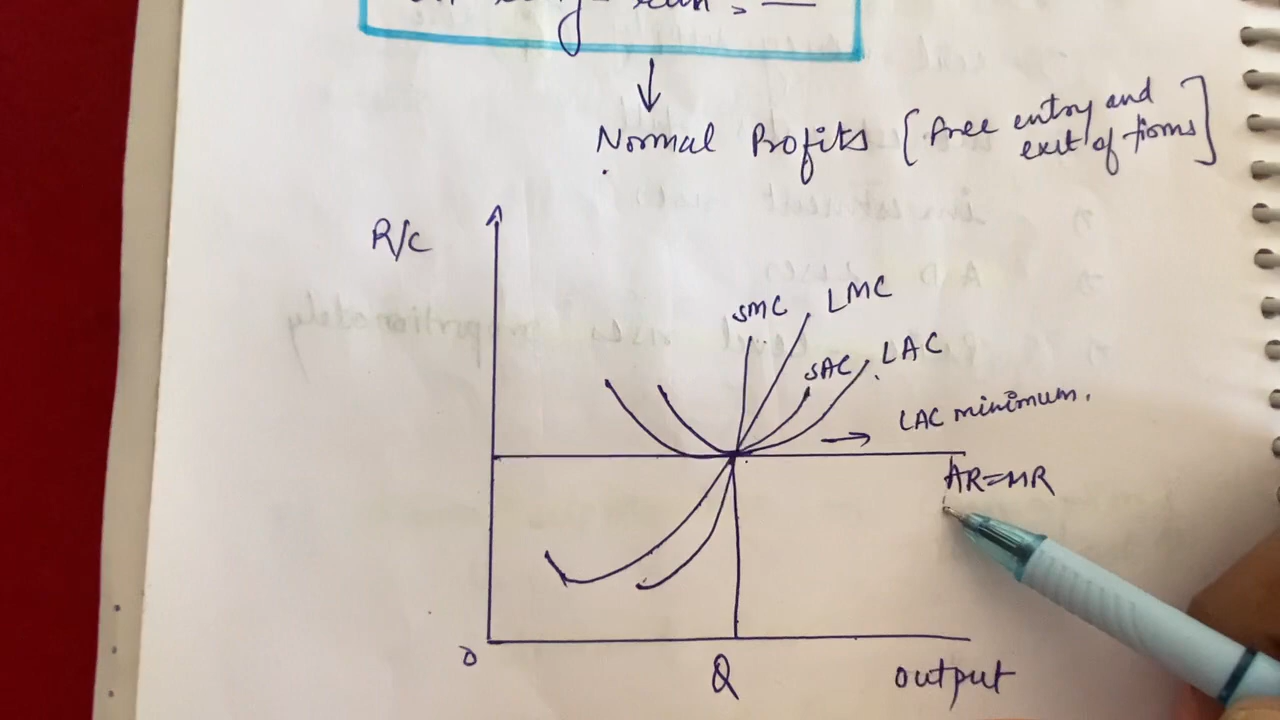 Normal Profits [Free entry and
exit of firms]
R/C
SMC
LMC
SAC
LAC
LAC minimum.
AR=MR
0
Q
output